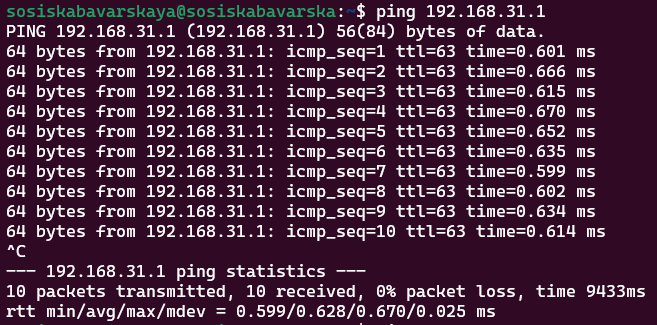 sosiskabavarskaya@sosiskabavarska:~$ ping 192.168.31.1
PING 192.168.31.1 (192.168.31.1) 56(84) bytes of data.
64 bytes from 192.168.31.1: icmp_seq=1 ttl=63 time=0.601 ms
64 bytes from 192.168.31.1: icmp_seq=2 ttl=63 time=0.666 ms
64 bytes from 192.168.31.1: icmp_seq=3 ttl=63 time=0.615 ms
64 bytes from 192.168.31.1: icmp_seq=4 ttl=63 time=0.670 ms
64 bytes from 192.168.31.1: icmp_seq=5 ttl=63 time=0.652 ms
64 bytes from 192.168.31.1: icmp_seq=6 ttl=63 time=0.635 ms
64 bytes from 192.168.31.1: icmp_seq=7 ttl=63 time=0.599 ms
64 bytes from 192.168.31.1: icmp_seq=8 ttl=63 time=0.602 ms
64 bytes from 192.168.31.1: icmp_seq=9 ttl=63 time=0.634 ms
64 bytes from 192.168.31.1: icmp_seq=10 ttl=63 time=0.614 ms
^C
--- 192.168.31.1 ping statistics ---
10 packets transmitted, 10 received, 0% packet loss, time 9433ms
rtt min/avg/max/mdev = 0.599/0.628/0.670/0.025 ms